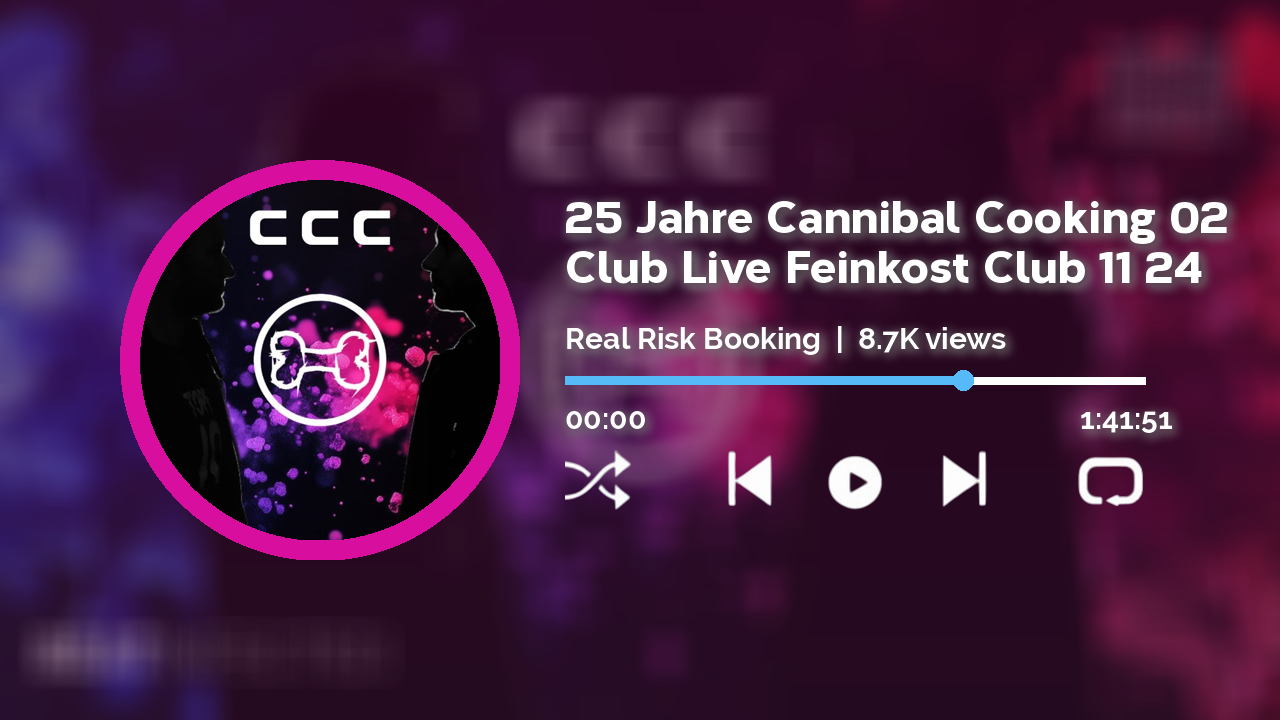 CCC
25 Jahre Cannibal Cooking 02
Club Live Feinkost Club 11 24
Real Risk Booking | 8.7K views
00:00
1:41:51